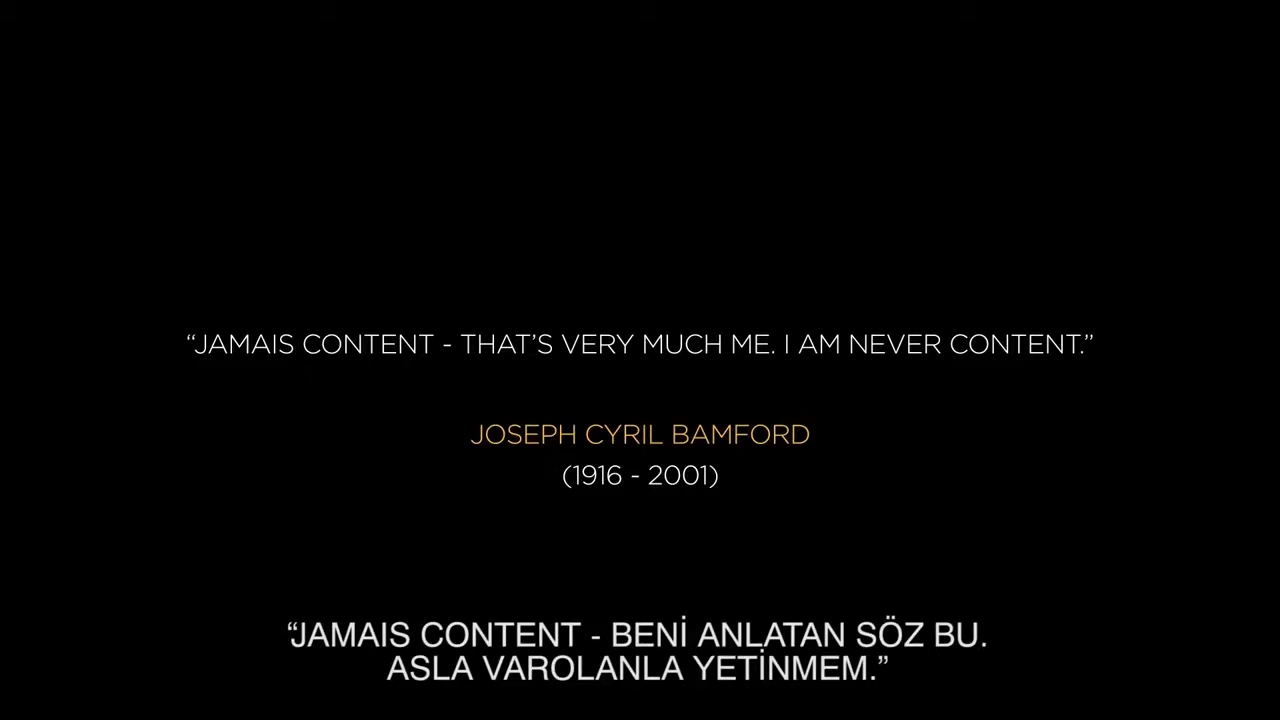 “JAMAIS CONTENT - THAT’S VERY MUCH ME. I AM NEVER CONTENT.”
JOSEPH CYRIL BAMFORD
(1916 - 2001)
“JAMAIS CONTENT - BENİ ANLATAN SÖZ BU.
ASLA VAROLANLA YETİNMEM.”